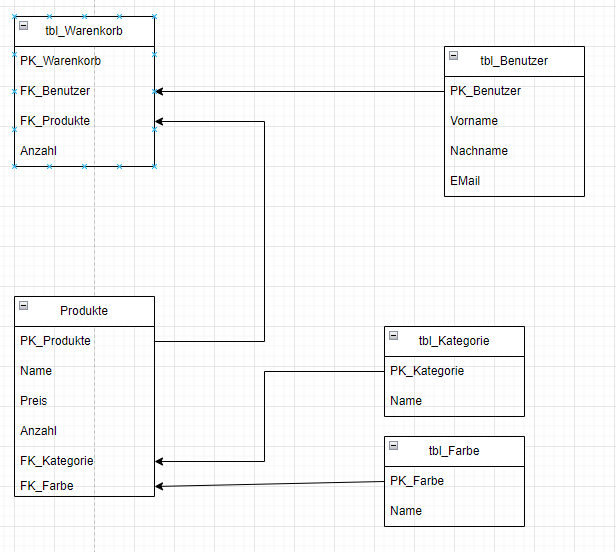 tbl_Warenkorb
PK_Warenkorb
FK_Benutzer
FK_Produkte
Anzahl
tbl_Benutzer
PK_Benutzer
Vorname
Nachname
EMail
Produkte
PK_Produkte
Name
Preis
Anzahl
FK_Kategorie
FK_Farbe
tbl_Kategorie
PK_Kategorie
Name
tbl_Farbe
PK_Farbe
Name